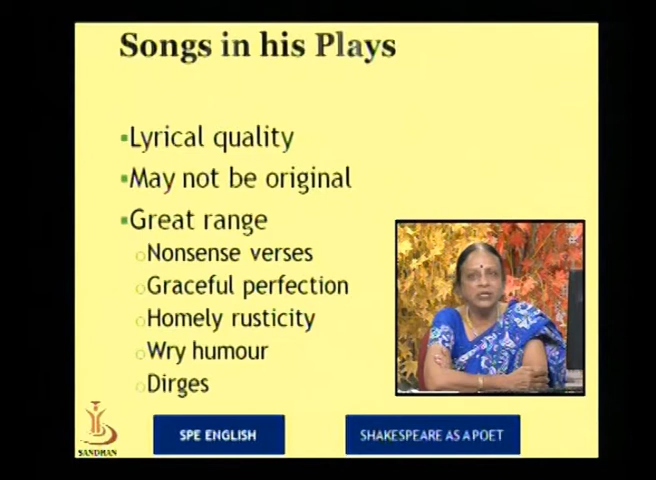 Songs in his Plays
Lyrical quality
May not be original
Great range
Nonsense verses
Graceful perfection
Homely rusticity
Wry humour
Dirges
SANDHAN
SPE ENGLISH
SHAKESPEARE AS A POET